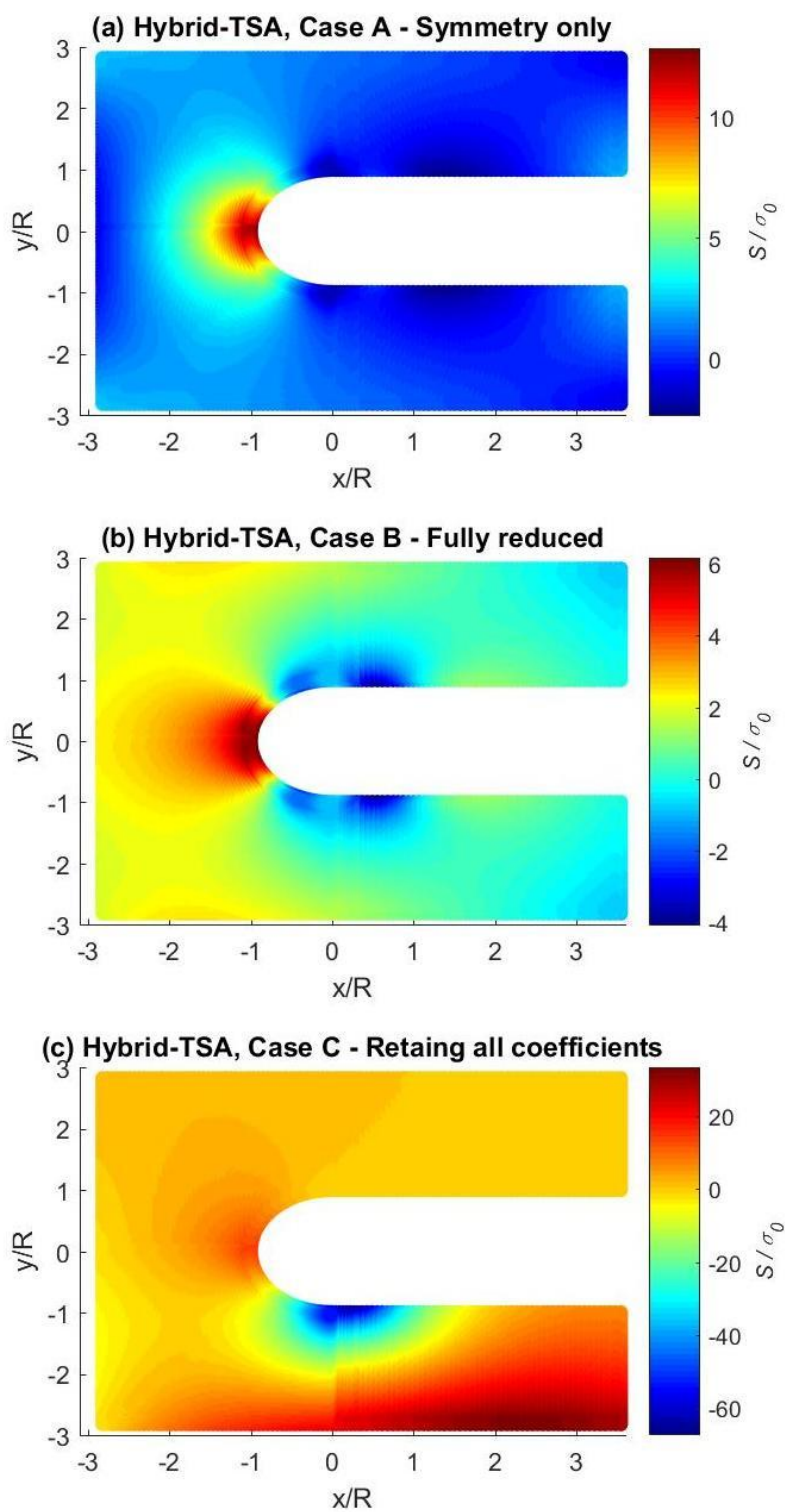 (a) Hybrid-TSA, Case A - Symmetry only
3
2
1
0
-1
-2
-3
y/R
-3 -2 -1 0 1 2 3
x/R
10
5
0
S / σ0
(b) Hybrid-TSA, Case B - Fully reduced
3
2
1
0
-1
-2
-3
y/R
-3 -2 -1 0 1 2 3
x/R
6
4
2
0
-2
-4
S / σ0
(c) Hybrid-TSA, Case C - Retaing all coefficients
3
2
1
0
-1
-2
-3
y/R
-3 -2 -1 0 1 2 3
x/R
20
0
-20
-40
-60
S / σ0